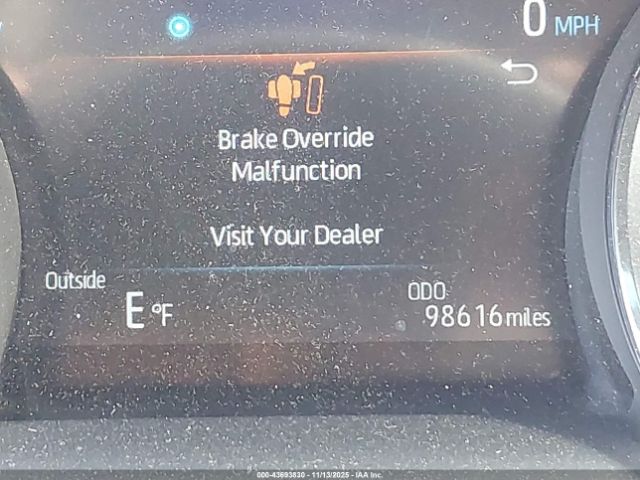 0 MPH
Brake Override
Malfunction
Visit Your Dealer
Outside
E °F
ODO
98616 miles
000-43693830 - 11/13/2025 - IAA Inc.